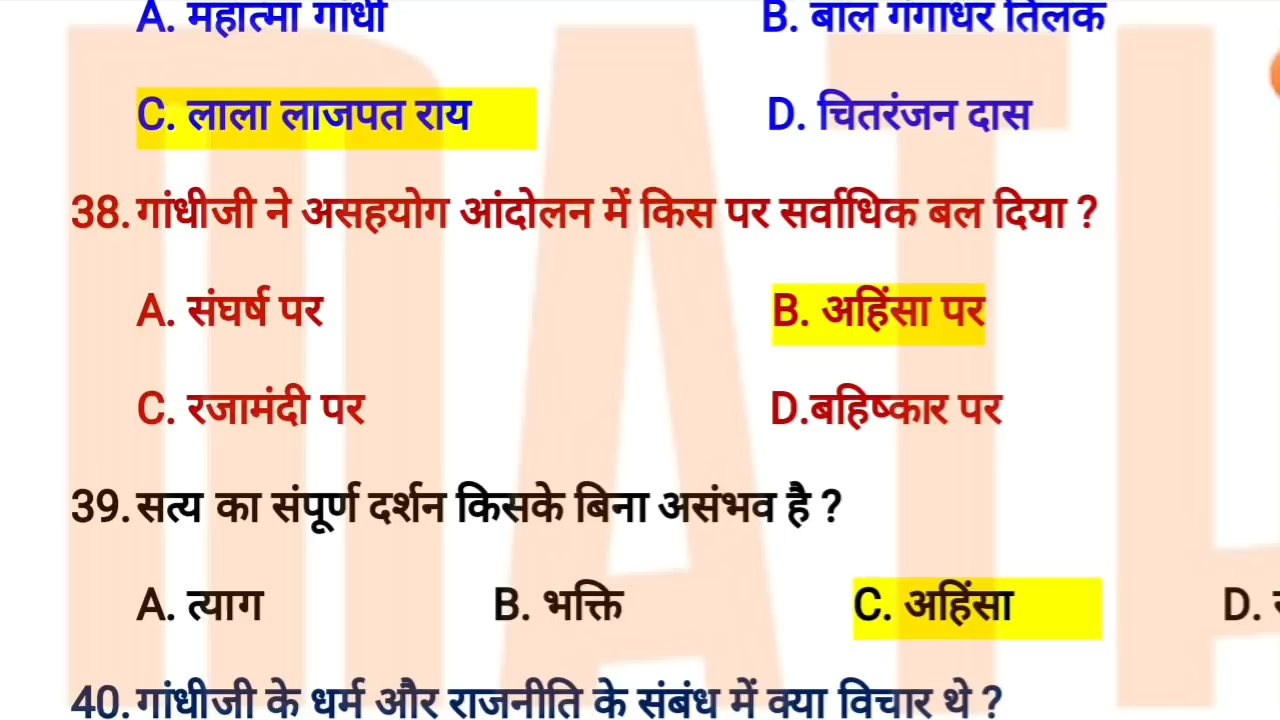 A. महात्मा गांधी B. बाल गंगाधर तिलक
C. लाला लाजपत राय D. चितरंजन दास
38. गांधीजी ने असहयोग आंदोलन में किस पर सर्वाधिक बल दिया ?
A. संघर्ष पर B. अहिंसा पर
C. रजामंदी पर D.बहिष्कार पर
39. सत्य का संपूर्ण दर्शन किसके बिना असंभव है ?
A. त्याग B. भक्ति C. अहिंसा D.
40. गांधीजी के धर्म और राजनीति के संबंध में क्या विचार थे ?